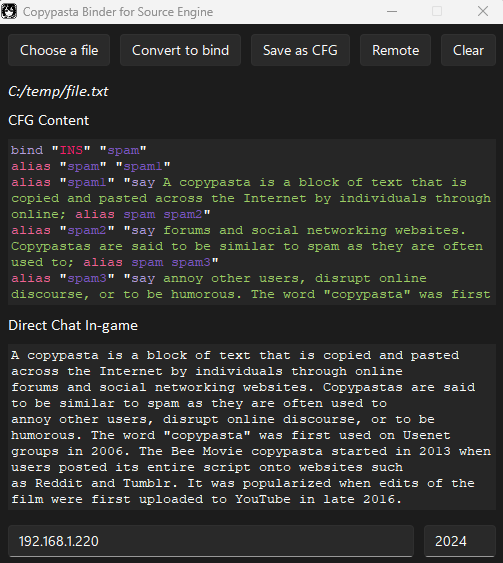 Copypasta Binder for Source Engine
Choose a file
Convert to bind
Save as CFG
Remote
Clear
C:/temp/file.txt
CFG Content
bind "INS" "spam"
alias "spam" "spam1"
alias "spam1" "say A copypasta is a block of text that is
copied and pasted across the Internet by individuals through
online; alias spam spam2"
alias "spam2" "say forums and social networking websites.
Copypastas are said to be similar to spam as they are often
used to; alias spam spam3"
alias "spam3" "say annoy other users, disrupt online
discourse, or to be humorous. The word "copypasta" was first
Direct Chat In-game
A copypasta is a block of text that is copied and pasted
across the Internet by individuals through online
forums and social networking websites. Copypastas are said
to be similar to spam as they are often used to
annoy other users, disrupt online discourse, or to be
humorous. The word "copypasta" was first used on Usenet
groups in 2006. The Bee Movie copypasta started in 2013 when
users posted its entire script onto websites such
as Reddit and Tumblr. It was popularized when edits of the
film were first uploaded to YouTube in late 2016.
192.168.1.220
2024